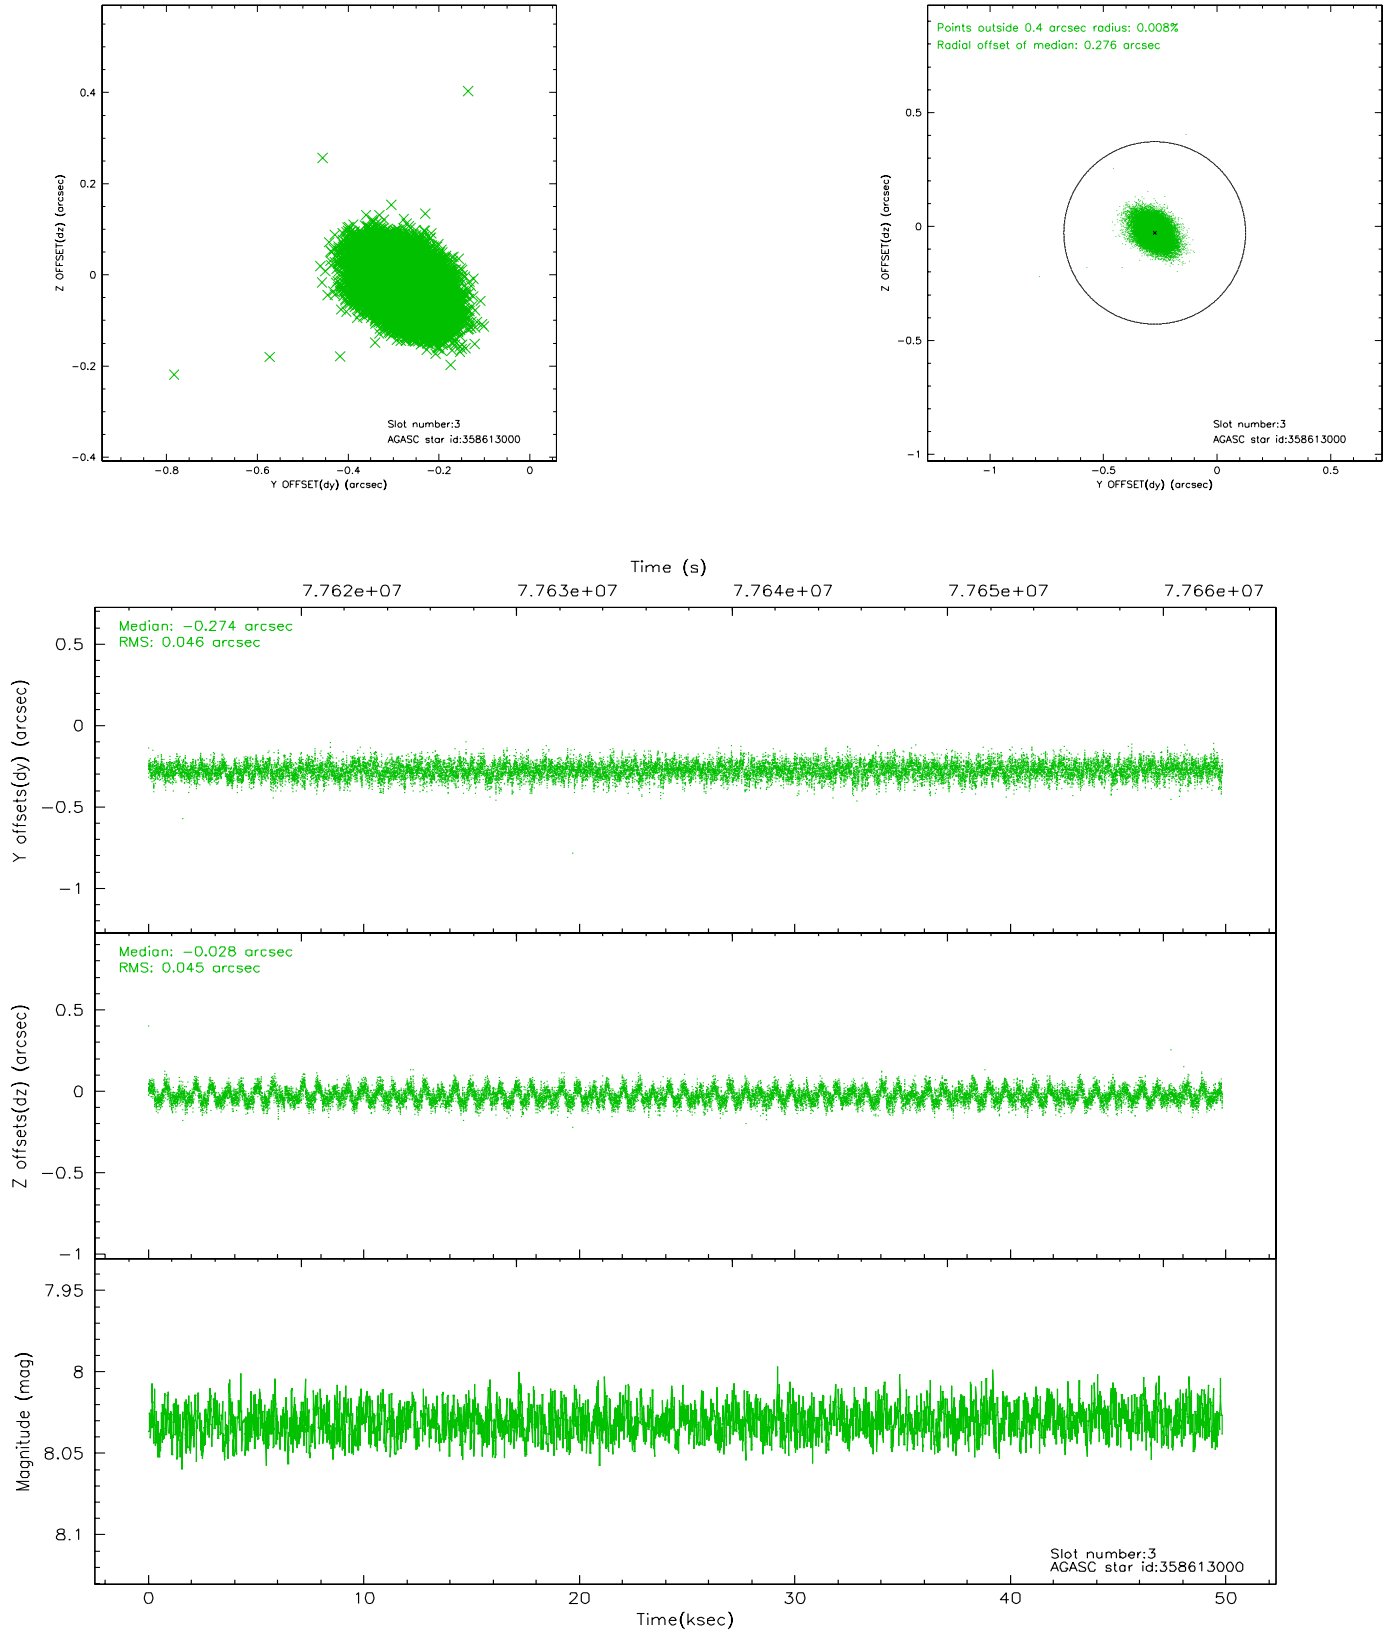 0.4
0.2
0
−0.2
−0.4
−0.8
−0.6
−0.4
−0.2
0
Z OFFSET(dz) (arcsec)
Y OFFSET(dy) (arcsec)
Slot number:3
AGASC star id:358613000
Points outside 0.4 arcsec radius: 0.008%
Radial offset of median: 0.276 arcsec
0.5
0
−0.5
−1
−1
−0.5
0
0.5
Z OFFSET(dz) (arcsec)
Y OFFSET(dy) (arcsec)
Slot number:3
AGASC star id:358613000
Time (s)
7.762e+07
7.763e+07
7.764e+07
7.765e+07
7.766e+07
Median: −0.274 arcsec
RMS: 0.046 arcsec
0.5
0
−0.5
−1
Y offsets(dy) (arcsec)
Median: −0.028 arcsec
RMS: 0.045 arcsec
0.5
0
−0.5
−1
Z offsets(dz) (arcsec)
7.95
8
8.05
8.1
Magnitude (mag)
Slot number:3
AGASC star id:358613000
0
10
20
30
40
50
Time(ksec)